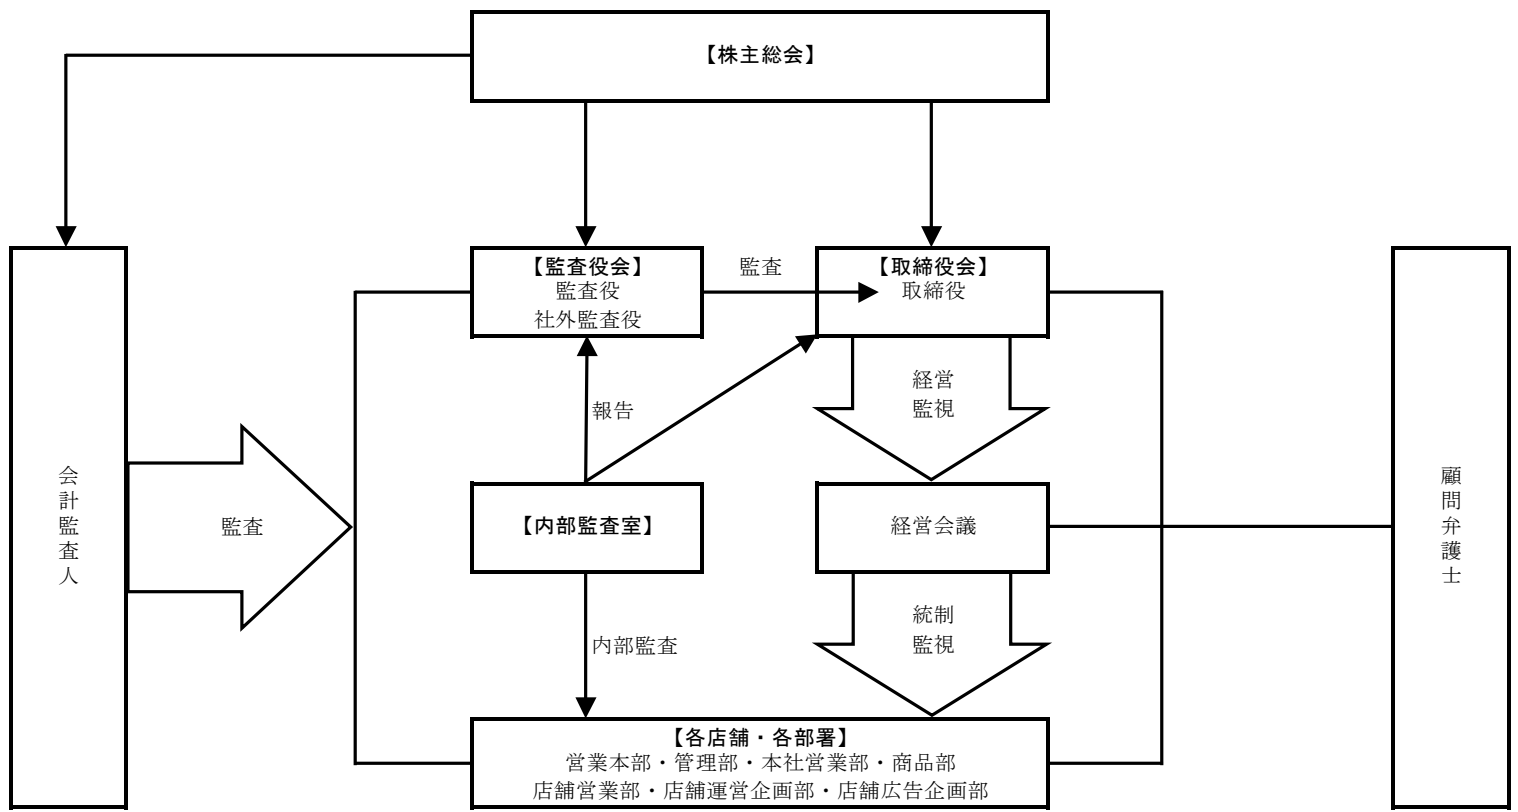 【株主総会】
【監査役会】
監査役
社外監査役
監査
【取締役会】
取締役
経営
監視
報告
会計監査人
監査
【内部監査室】
経営会議
顧問弁護士
内部監査
統制
監視
【各店舗・各部署】
営業本部・管理部・本社営業部・商品部
店舗営業部・店舗運営企画部・店舗広告企画部